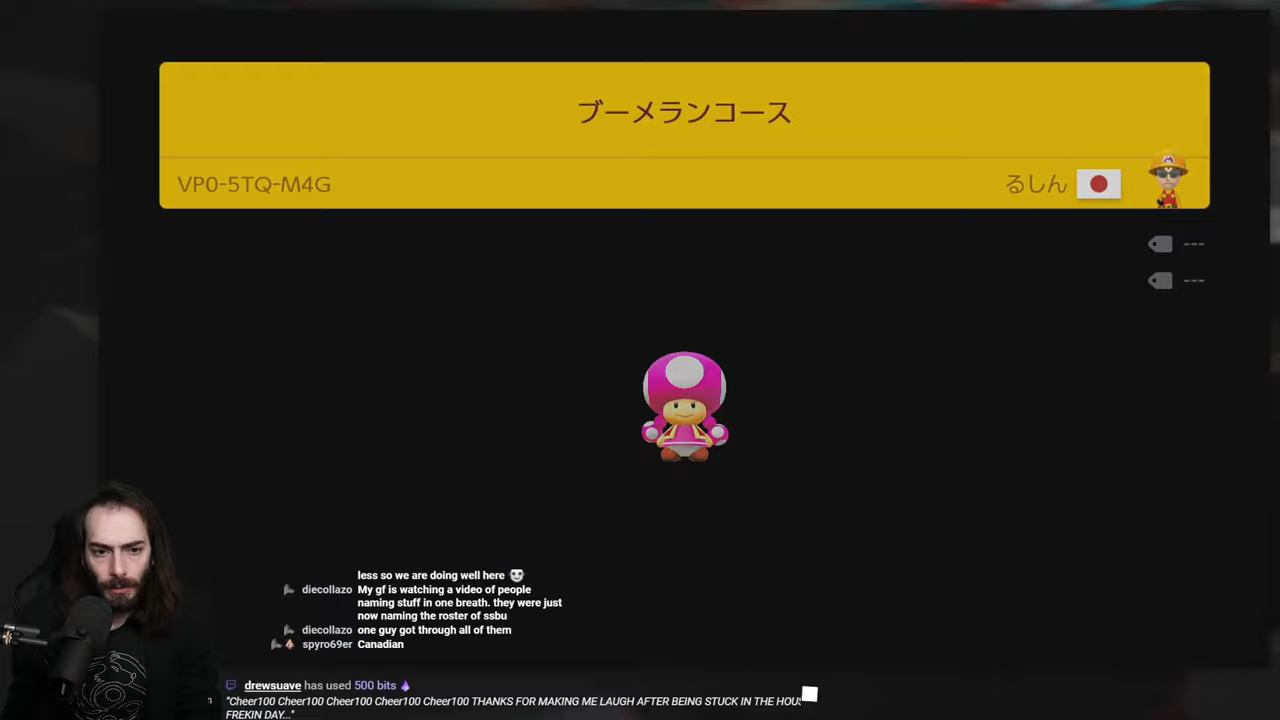 ブーメランコース
VP0-5TQ-M4G
るしん
---
---
less so we are doing well here
diecollazo My gf is watching a video of people
naming stuff in one breath. they were just
now naming the roster of ssbu
diecollazo one guy got through all of them
spyro69er Canadian
drewsuave has used 500 bits
"Cheer100 Cheer100 Cheer100 Cheer100 Cheer100 THANKS FOR MAKING ME LAUGH AFTER BEING STUCK IN THE HOU
FREKIN DAY..."